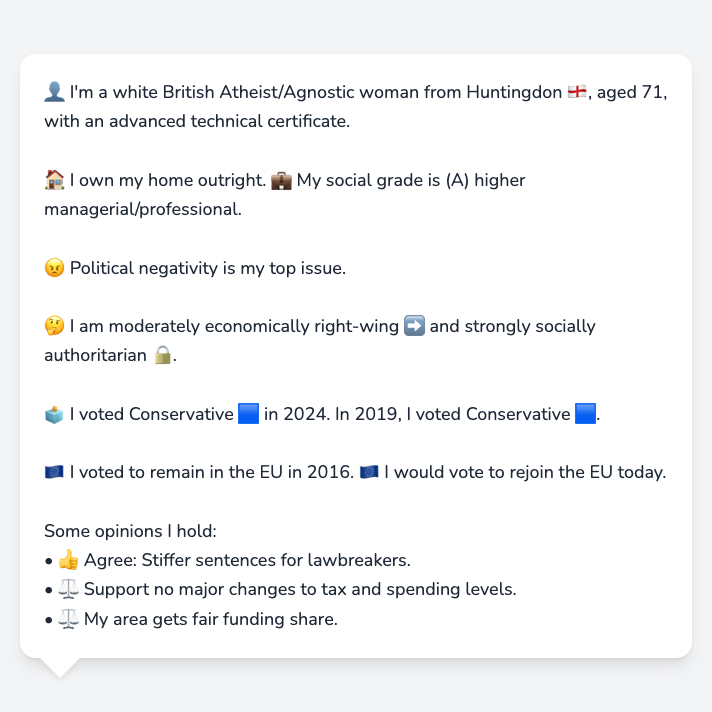 👤 I'm a white British Atheist/Agnostic woman from Huntingdon 🏴󠁧󠁢󠁥󠁮󠁧󠁿, aged 71,
with an advanced technical certificate.
🏠 I own my home outright. 💼 My social grade is (A) higher
managerial/professional.
😠 Political negativity is my top issue.
🤔 I am moderately economically right-wing ➡️ and strongly socially
authoritarian 🔒.
🗳️ I voted Conservative 🟦 in 2024. In 2019, I voted Conservative 🟦.
🇪🇺 I voted to remain in the EU in 2016. 🇪🇺 I would vote to rejoin the EU today.
Some opinions I hold:
• 👍 Agree: Stiffer sentences for lawbreakers.
• ⚖️ Support no major changes to tax and spending levels.
• ⚖️ My area gets fair funding share.